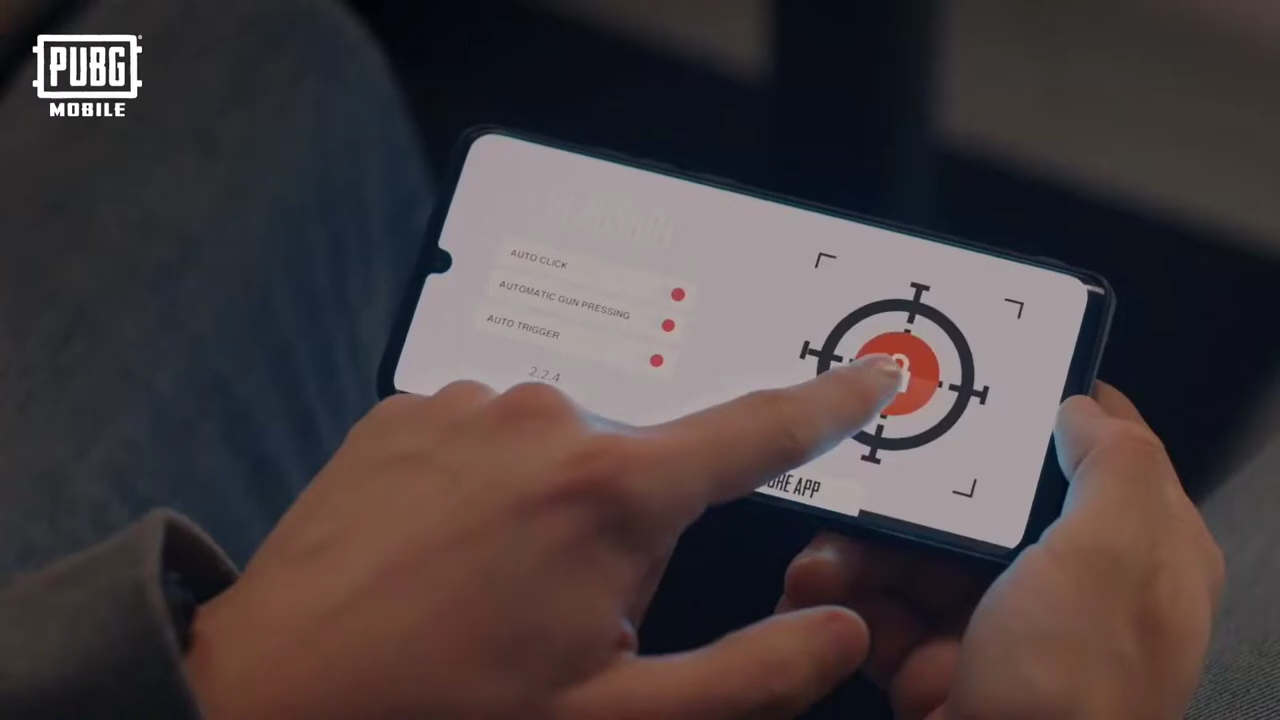 PUBG
MOBILE
AUTO CLICK
AUTOMATIC GUN PRESSING
AUTO TRIGGER
2.2.4
APP